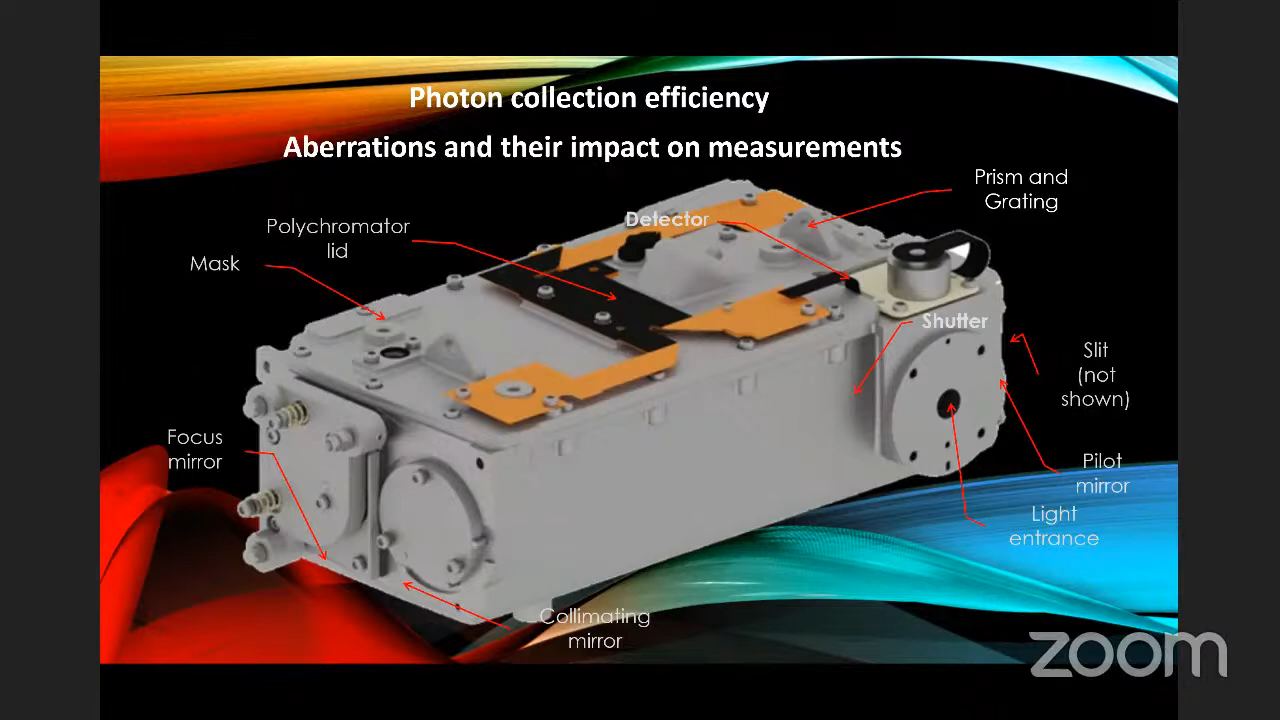 Photon collection efficiency
Aberrations and their impact on measurements
Prism and
Grating
Detector
Polychromator
lid
Mask
Shutter
Slit
(not
shown)
Focus
mirror
Pilot
mirror
Light
entrance
Collimating
mirror
zoom